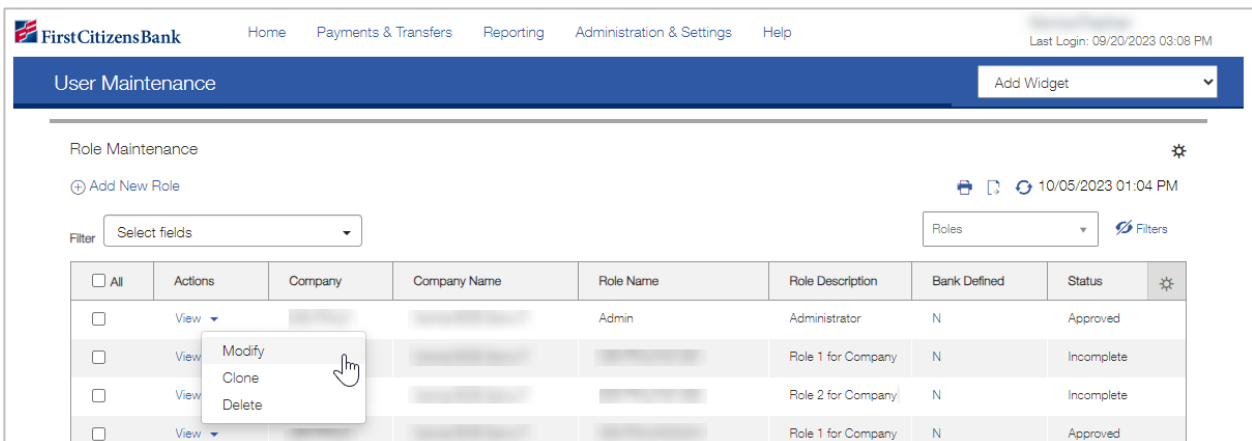 First Citizens Bank Home Payments & Transfers Reporting Administration & Settings Help
Last Login: 09/20/2023 03:08 PM
User Maintenance Add Widget
Role Maintenance
Add New Role 10/05/2023 01:04 PM
Filter Select fields Roles Filters
All Actions Company Company Name Role Name Role Description Bank Defined Status
View Admin Administrator N Approved
Modify
View Role 1 for Company N Incomplete
Clone
View Role 2 for Company N Incomplete
Delete
View Role 1 for Company N Approved